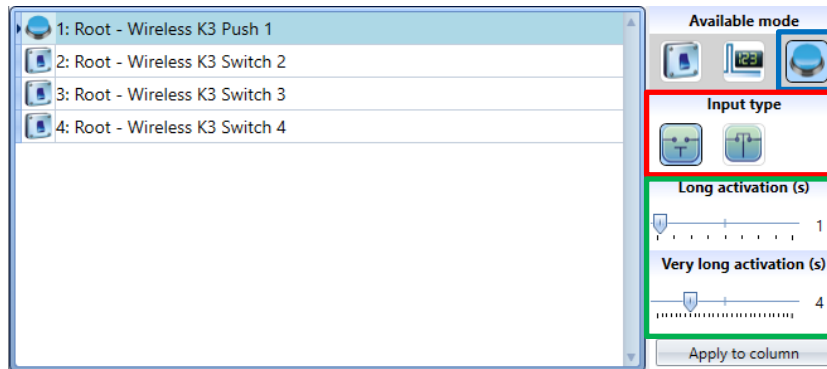 1: Root - Wireless K3 Push 1
2: Root - Wireless K3 Switch 2
3: Root - Wireless K3 Switch 3
4: Root - Wireless K3 Switch 4
Available mode
123
Input type
Long activation (s)
1
Very long activation (s)
4
Apply to column